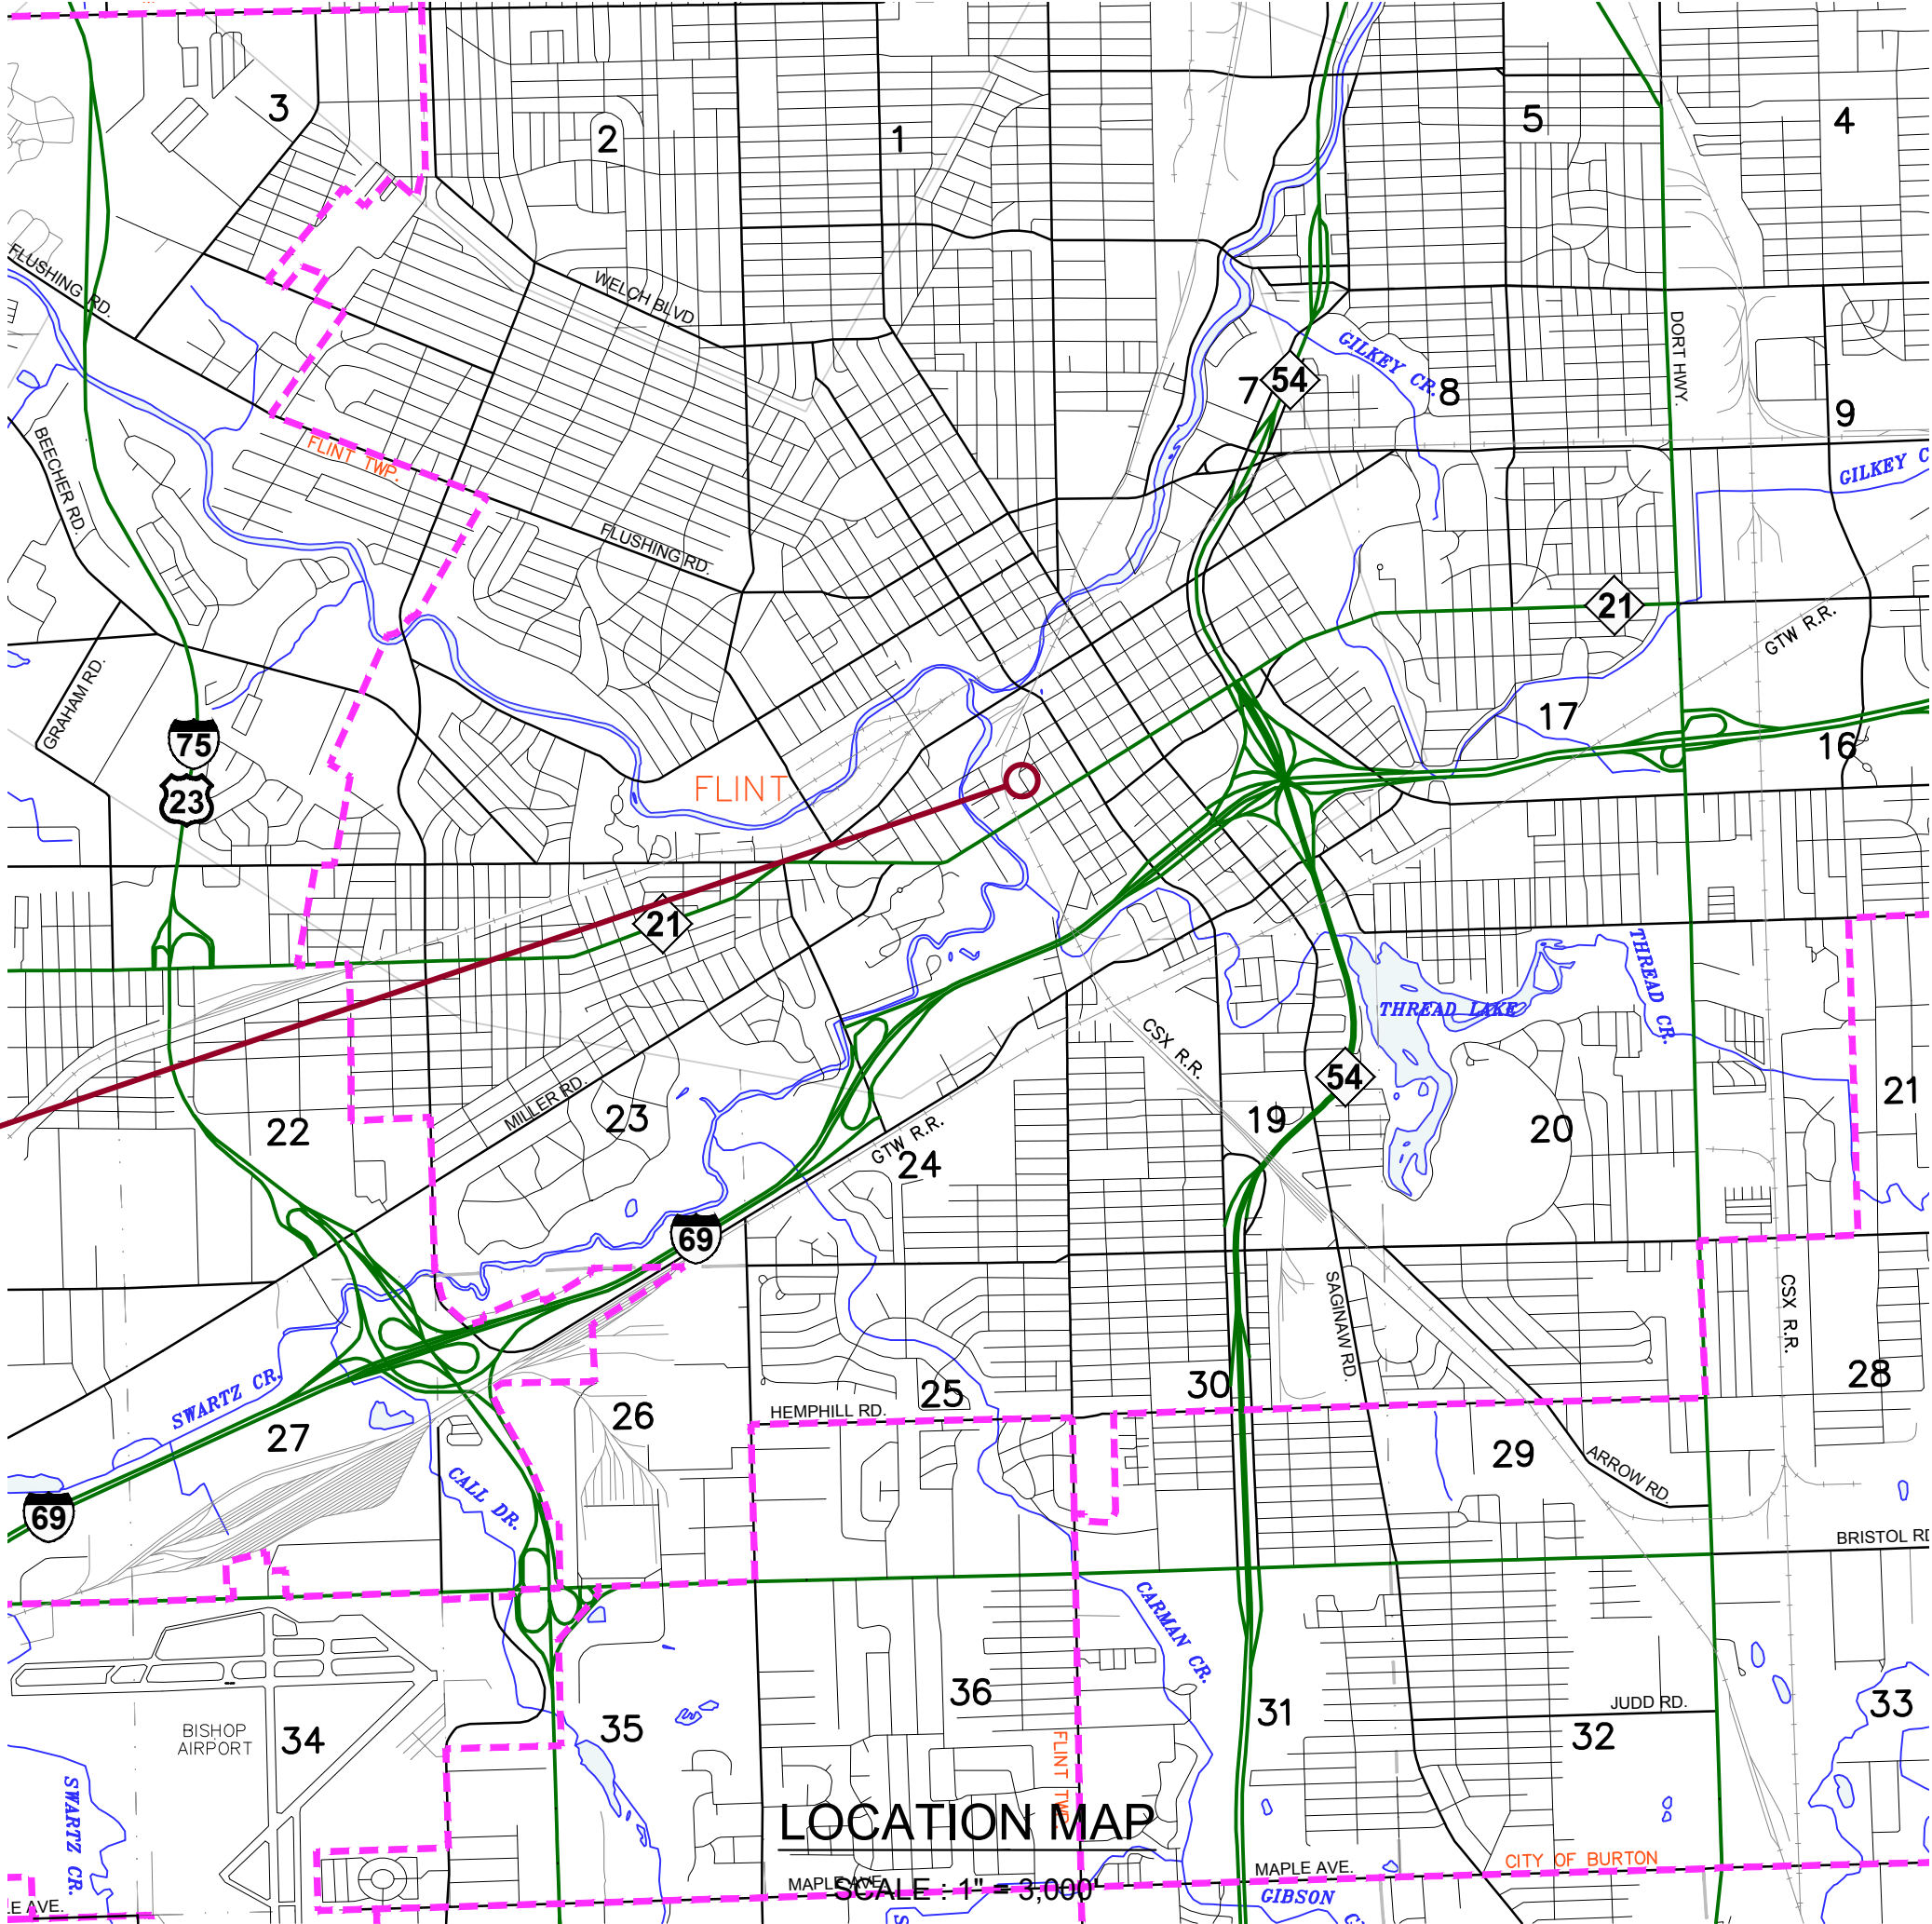 3
2
1
5
4
FLUSHING RD.
WELCH BLVD
DORT HWY.
GILKEY CR.
54
7
8
9
BEECHER RD.
FLINT TWP.
GILKEY C
FLUSHING RD.
21
GTW R.R.
GRAHAM RD.
75
23
17
16
FLINT
21
THREAD CR.
THREAD LAKE
CSX R.R.
54
22
MILLER RD.
23
GTW R.R.
24
19
20
21
69
SAGINAW RD.
CSX R.R.
SWARTZ CR.
27
26
HEMPHILL RD.
25
30
28
29
ARROW RD.
69
CALL DR.
BRISTOL RD
CARMAN CR.
BISHOP
AIRPORT
34
35
36
31
JUDD RD.
32
33
FLINT TWP.
SWARTZ CR.
LOCATION MAP
MAPLE AVE.
SCALE : 1" = 3,000'
MAPLE AVE.
CITY OF BURTON
GIBSON C
LE AVE.
S